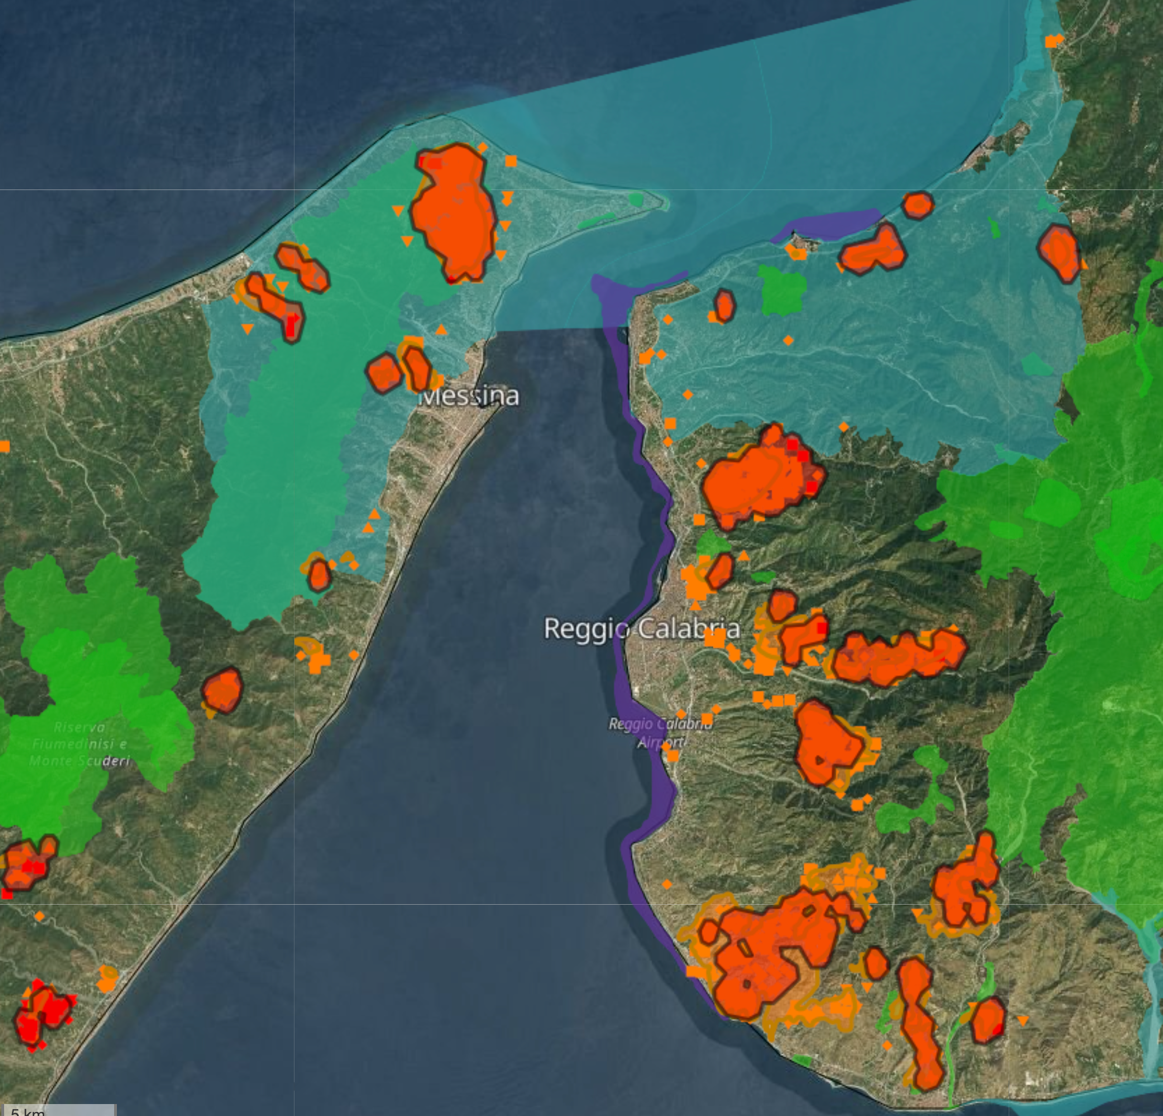 Messina
Reggio Calabria
Reggio Calabria
Airport
Riserva
Fiumedinisi e
Monte Scuderi
5 km